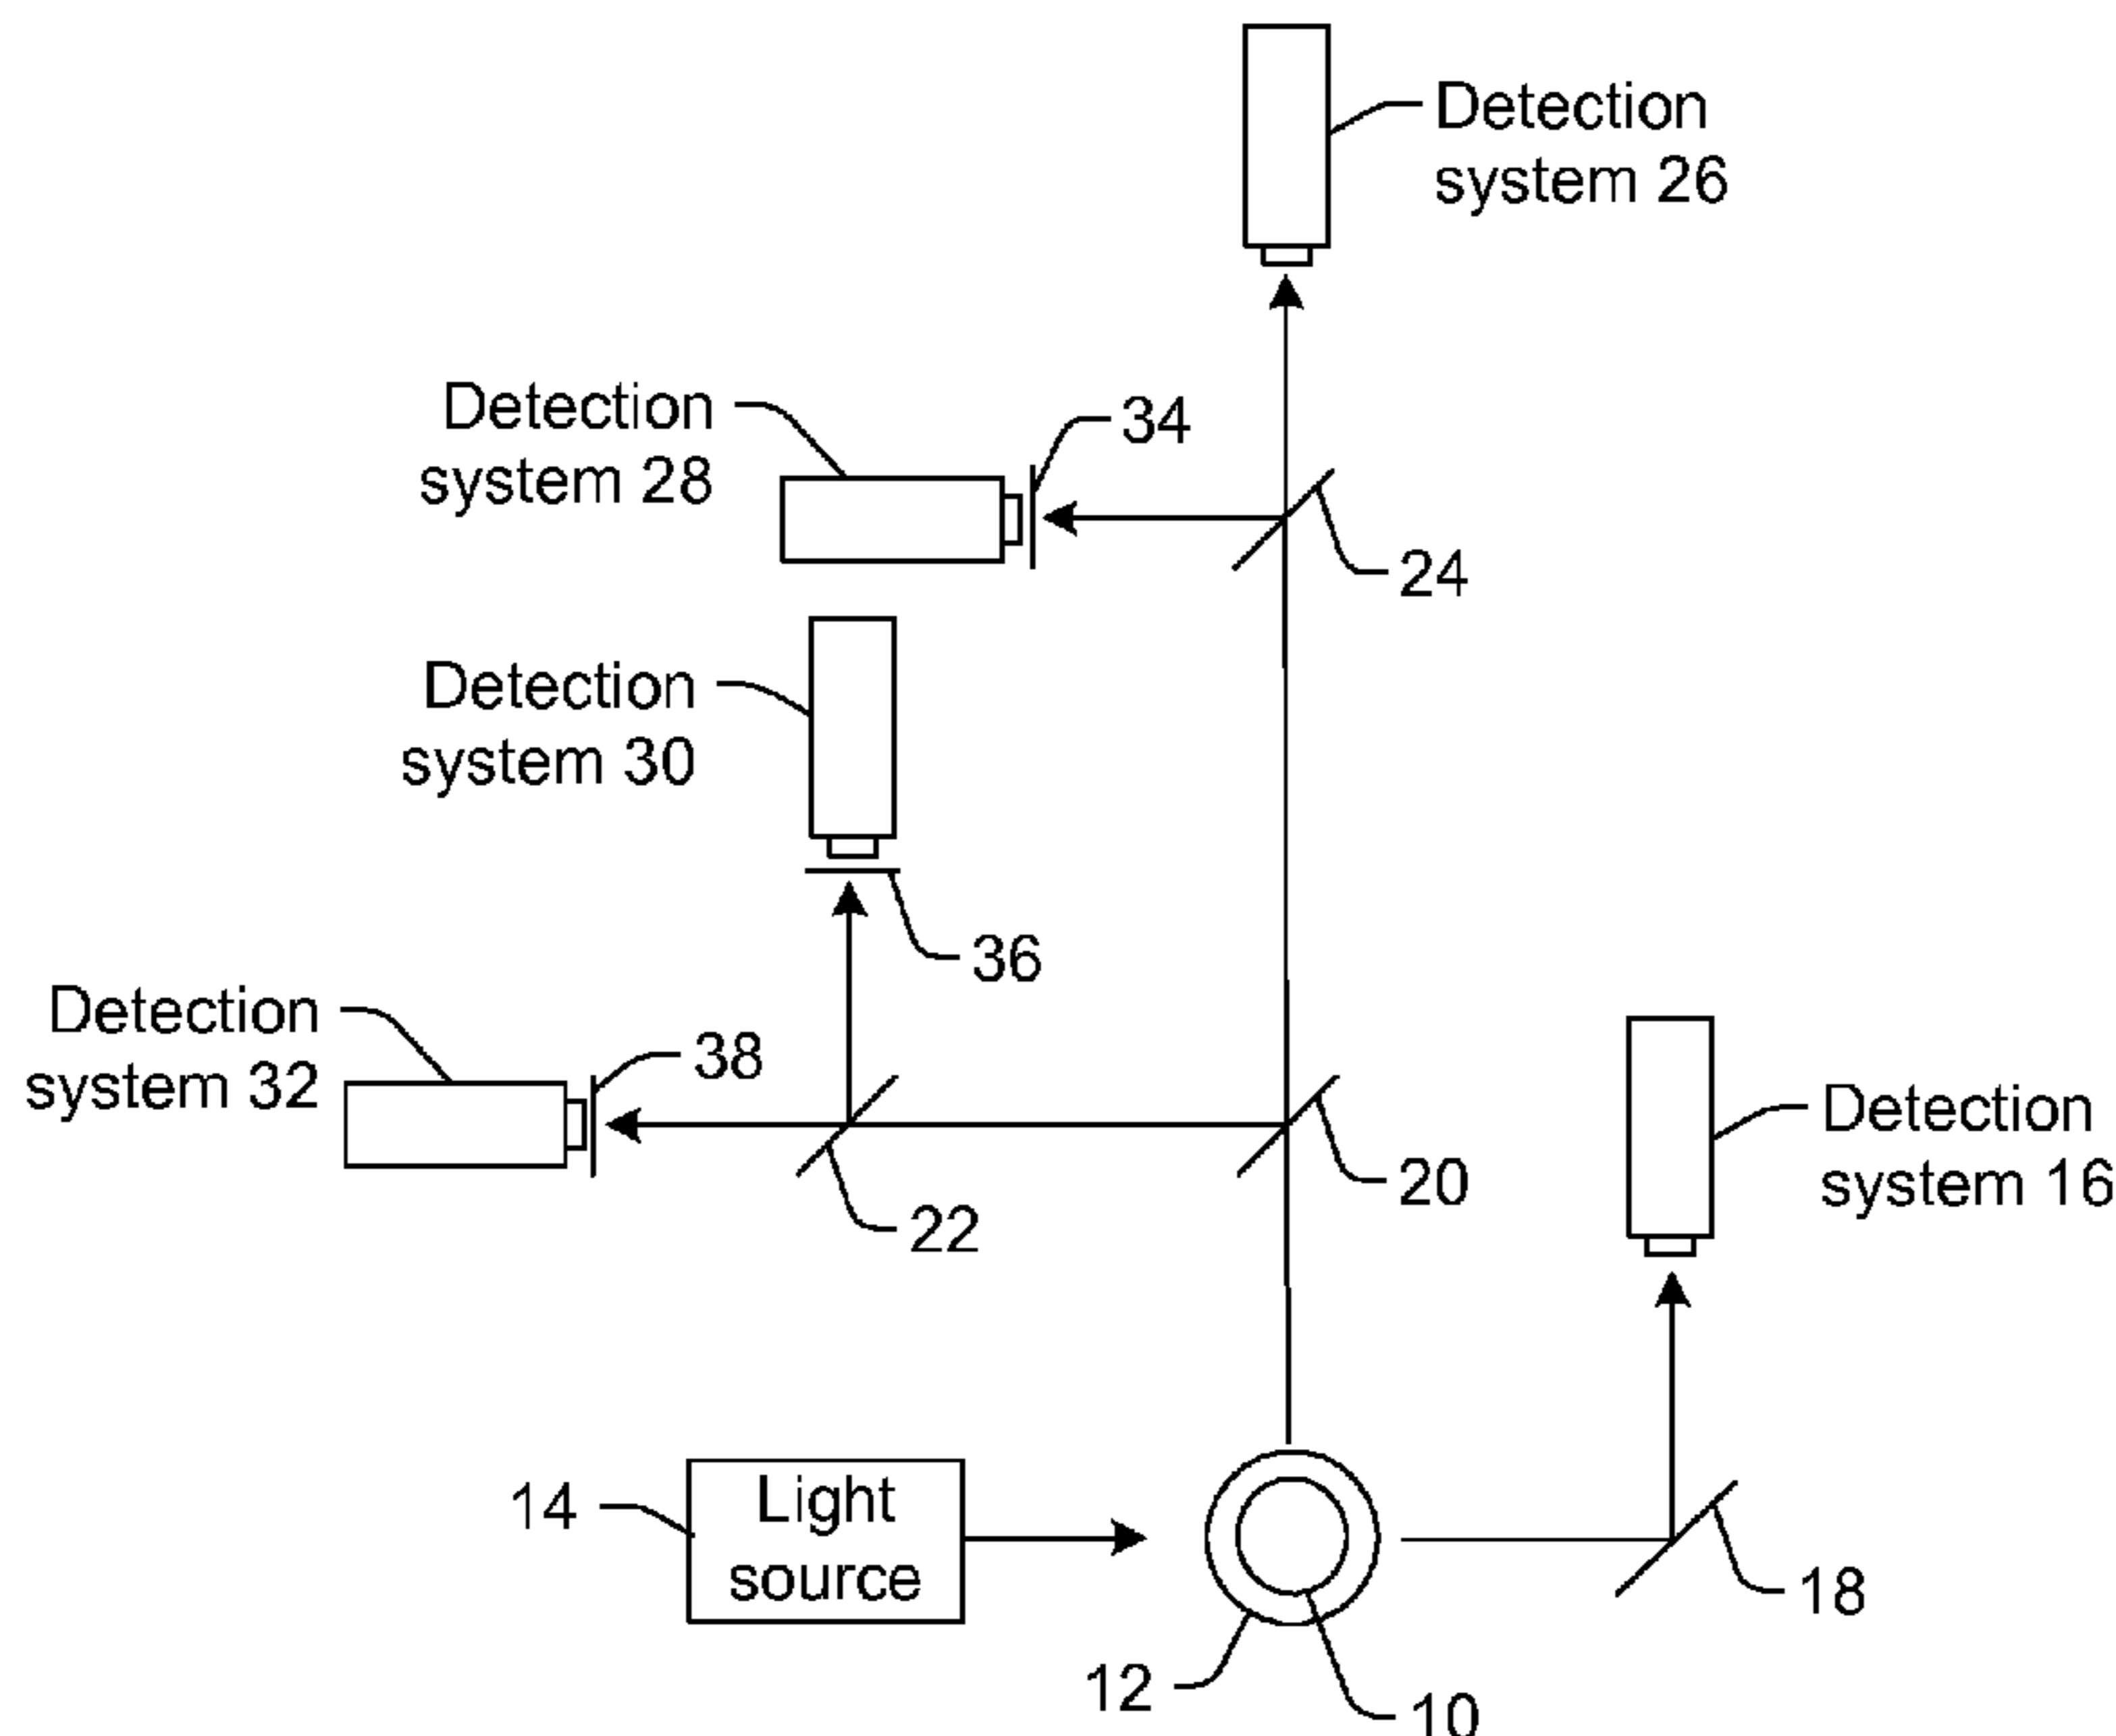 Detection
system 26
Detection
system 28
34
24
Detection
system 30
36
Detection
system 32
38
22
20
Detection
system 16
14
Light
source
18
12
10